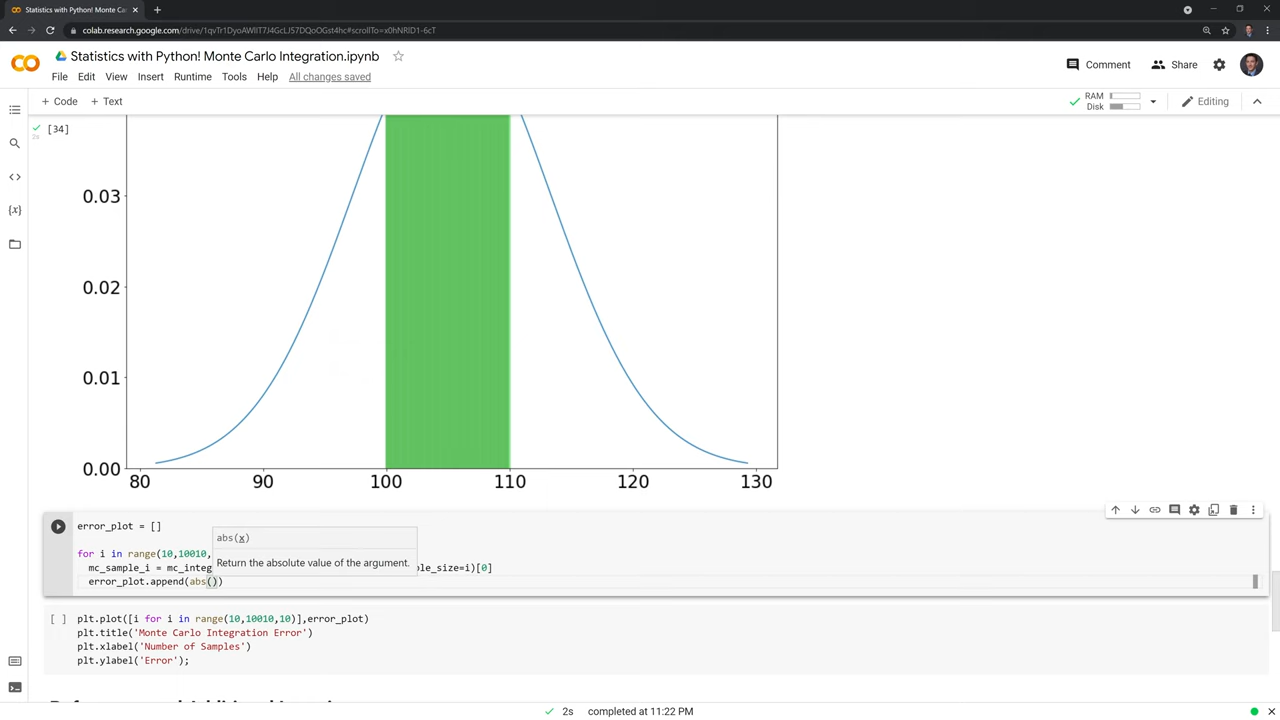 Statistics with Python! Monte Ca
colab.research.google.com/drive/1qvTr1DyoAWIIT7J4GcLJ57DQoOGst4hc#scrollTo=x0hNRlD1-6cT
Statistics with Python! Monte Carlo Integration.ipynb
File Edit View Insert Runtime Tools Help All changes saved
Comment Share
+ Code + Text
RAM
Disk
Editing
[34]
2s
0.03
0.02
0.01
0.00
80 90 100 110 120 130
error_plot = []
abs(x)
for i in range(10,10010,
Return the absolute value of the argument.
mc_sample_i = mc_integ ple_size=i)[0]
error_plot.append(abs())
[ ] plt.plot([i for i in range(10,10010,10)],error_plot)
plt.title('Monte Carlo Integration Error')
plt.xlabel('Number of Samples')
plt.ylabel('Error');
2s completed at 11:22 PM